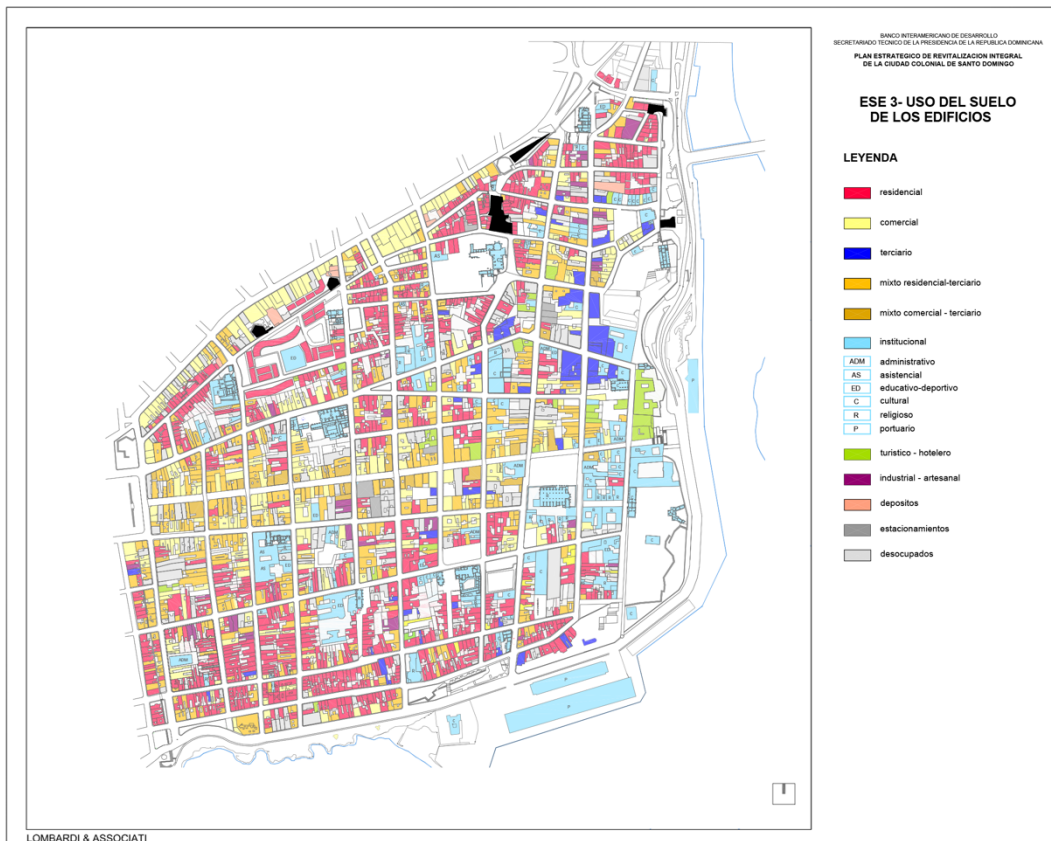 BANCO INTERAMERICANO DE DESARROLLO
SECRETARIADO TECNICO DE LA PRESIDENCIA DE LA REPUBLICA DOMINICANA
PLAN ESTRATEGICO DE REVITALIZACION INTEGRAL
DE LA CIUDAD COLONIAL DE SANTO DOMINGO
ESE 3- USO DEL SUELO
DE LOS EDIFICIOS
LEYENDA
residencial
comercial
terciario
mixto residencial-terciario
mixto comercial - terciario
institucional
ADM administrativo
AS asistencial
ED educativo-deportivo
C cultural
R religioso
P portuario
turistico - hotelero
industrial - artesanal
depositos
estacionamientos
desocupados
LOMBARDI & ASSOCIATI